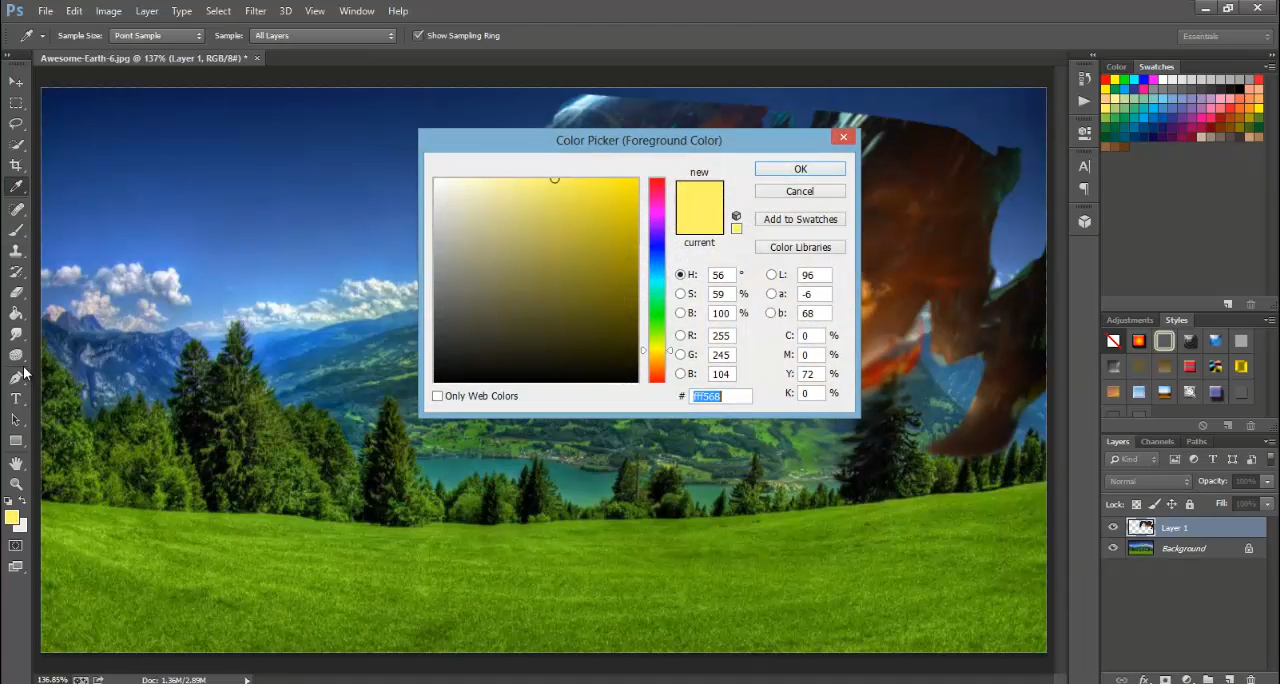 Ps File Edit Image Layer Type Select Filter 3D View Window Help
Sample Size: Point Sample Sample: All Layers Show Sampling Ring Essentials
Awesome-Earth-6.jpg @ 137% (Layer 1, RGB/8#) * ×
Color Swatches
Color Picker (Foreground Color)
new
OK
Cancel
Add to Swatches
current
Color Libraries
H: 56 ° L: 96
S: 59 % a: -6
B: 100 % b: 68
R: 255 C: 0 %
G: 245 M: 0 %
B: 104 Y: 72 %
K: 0 %
Only Web Colors # fff568
Adjustments Styles
Layers Channels Paths
Kind
Normal Opacity: 100%
Lock: Fill: 100%
Layer 1
Background
136.85% Doc: 1.36M/2.89M